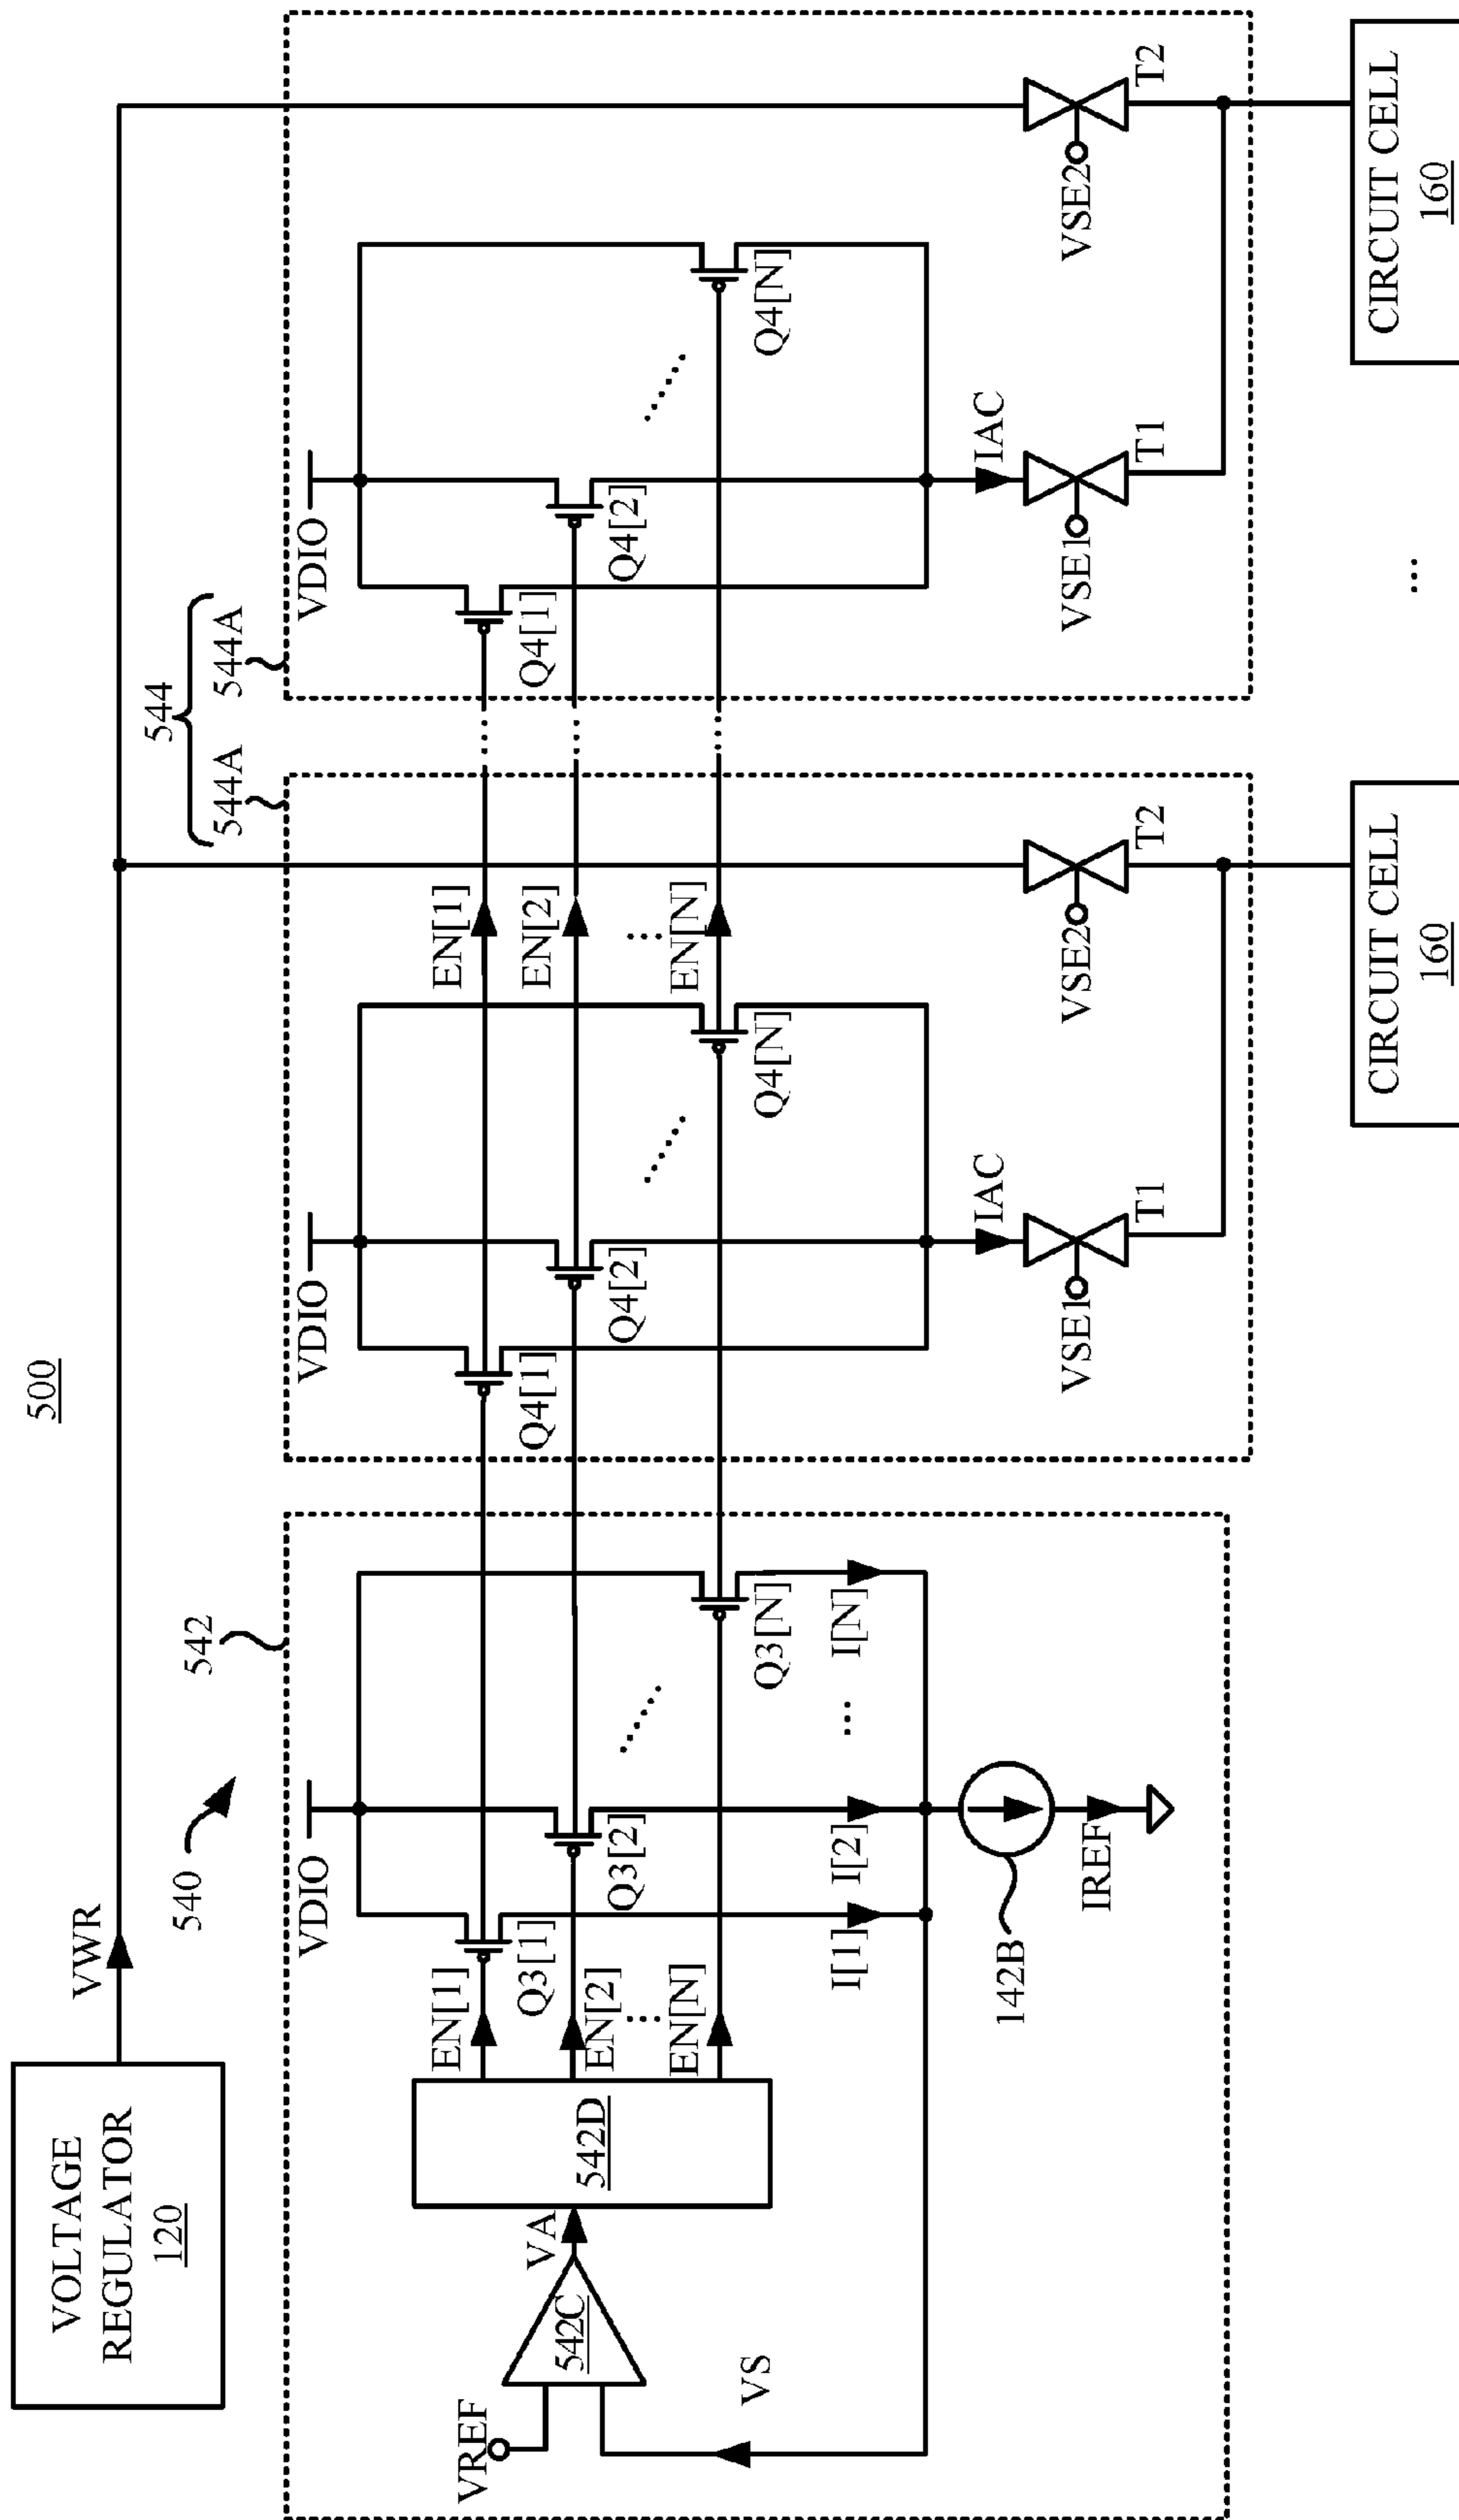 500
VOLTAGE
REGULATOR
120
VWR
540
542
544
544A
544A
VREF
VS
542C
VA
542D
EN[1]
EN[2]
...
EN[N]
VDIO
Q3[1]
Q3[2]
.....
Q3[N]
I[1]
I[2]
...
I[N]
142B
IREF
VDIO
Q4[1]
Q4[2]
.....
Q4[N]
EN[1]
EN[2]
...
EN[N]
IAC
VSE1
T1
VSE2
T2
CIRCUIT CELL
160
...
...
...
VDIO
Q4[1]
Q4[2]
.....
Q4[N]
IAC
VSE1
T1
VSE2
T2
...
CIRCUIT CELL
160